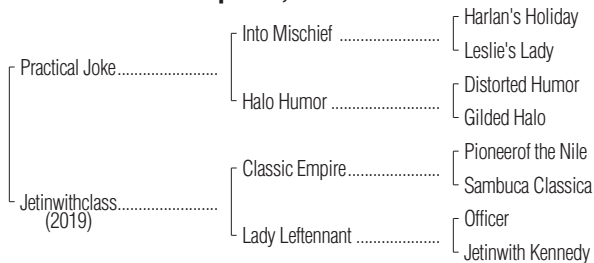 Harlan's Holiday
Into Mischief ....................
Leslie's Lady
Practical Joke........................
Distorted Humor
Halo Humor ......................
Gilded Halo
Pioneerof the Nile
Classic Empire...................
Sambuca Classica
Jetinwithclass........................
(2019)
Officer
Lady Leftennant .................
Jetinwith Kennedy